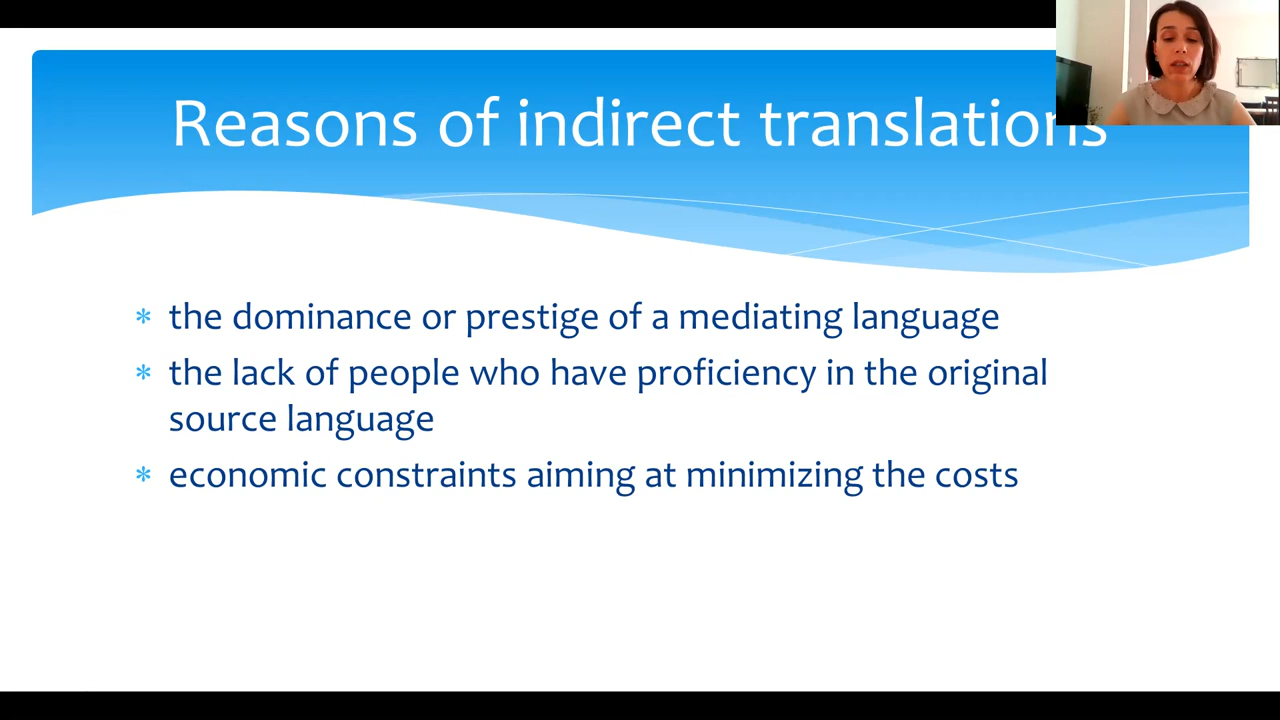 Reasons of indirect translations
* the dominance or prestige of a mediating language
* the lack of people who have proficiency in the original
source language
* economic constraints aiming at minimizing the costs